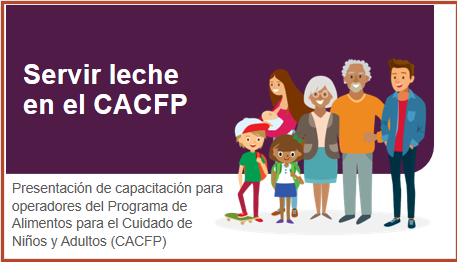 Servir leche
en el CACFP
Presentación de capacitación para
operadores del Programa de
Alimentos para el Cuidado de
Niños y Adultos (CACFP)